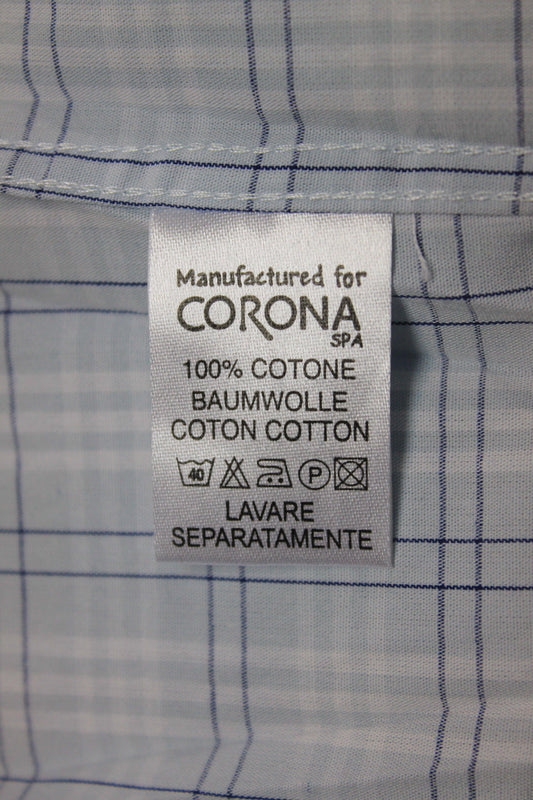 Manufactured for
CORONA
SPA
100% COTONE
BAUMWOLLE
COTON COTTON
40 P
LAVARE
SEPARATAMENTE